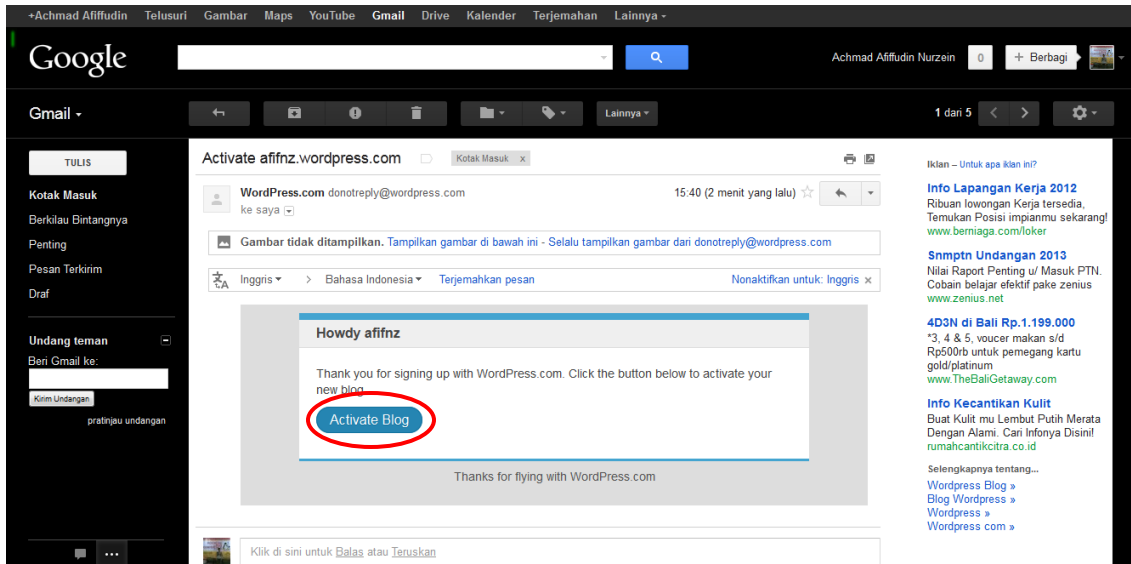 +Achmad Afiffudin Telusuri Gambar Maps YouTube Gmail Drive Kalender Terjemahan Lainnya
Google
Achmad Afiffudin Nurzein 0 + Berbagi
Gmail
Lainnya
1 dari 5
TULIS
Kotak Masuk
Berkilau Bintangnya
Penting
Pesan Terkirim
Draf
Undang teman
Beri Gmail ke:
Kirim Undangan
pratinjau undangan
Activate afifnz.wordpress.com Kotak Masuk x
WordPress.com donotreply@wordpress.com 15:40 (2 menit yang lalu)
ke saya
Gambar tidak ditampilkan. Tampilkan gambar di bawah ini - Selalu tampilkan gambar dari donotreply@wordpress.com
Inggris > Bahasa Indonesia Terjemahkan pesan Nonaktifkan untuk: Inggris x
Howdy afifnz
Thank you for signing up with WordPress.com. Click the button below to activate your
new blog
Activate Blog
Thanks for flying with WordPress.com
Klik di sini untuk Balas atau Teruskan
Iklan – Untuk apa iklan ini?
Info Lapangan Kerja 2012
Ribuan lowongan Kerja tersedia,
Temukan Posisi impianmu sekarang!
www.berniaga.com/loker
Snmptn Undangan 2013
Nilai Raport Penting u/ Masuk PTN.
Cobain belajar efektif pake zenius
www.zenius.net
4D3N di Bali Rp.1.199.000
*3, 4 & 5, voucer makan s/d
Rp500rb untuk pemegang kartu
gold/platinum
www.TheBaliGetaway.com
Info Kecantikan Kulit
Buat Kulit mu Lembut Putih Merata
Dengan Alami. Cari Infonya Disini!
rumahcantikcitra.co.id
Selengkapnya tentang...
Wordpress Blog »
Blog Wordpress »
Wordpress »
Wordpress com »